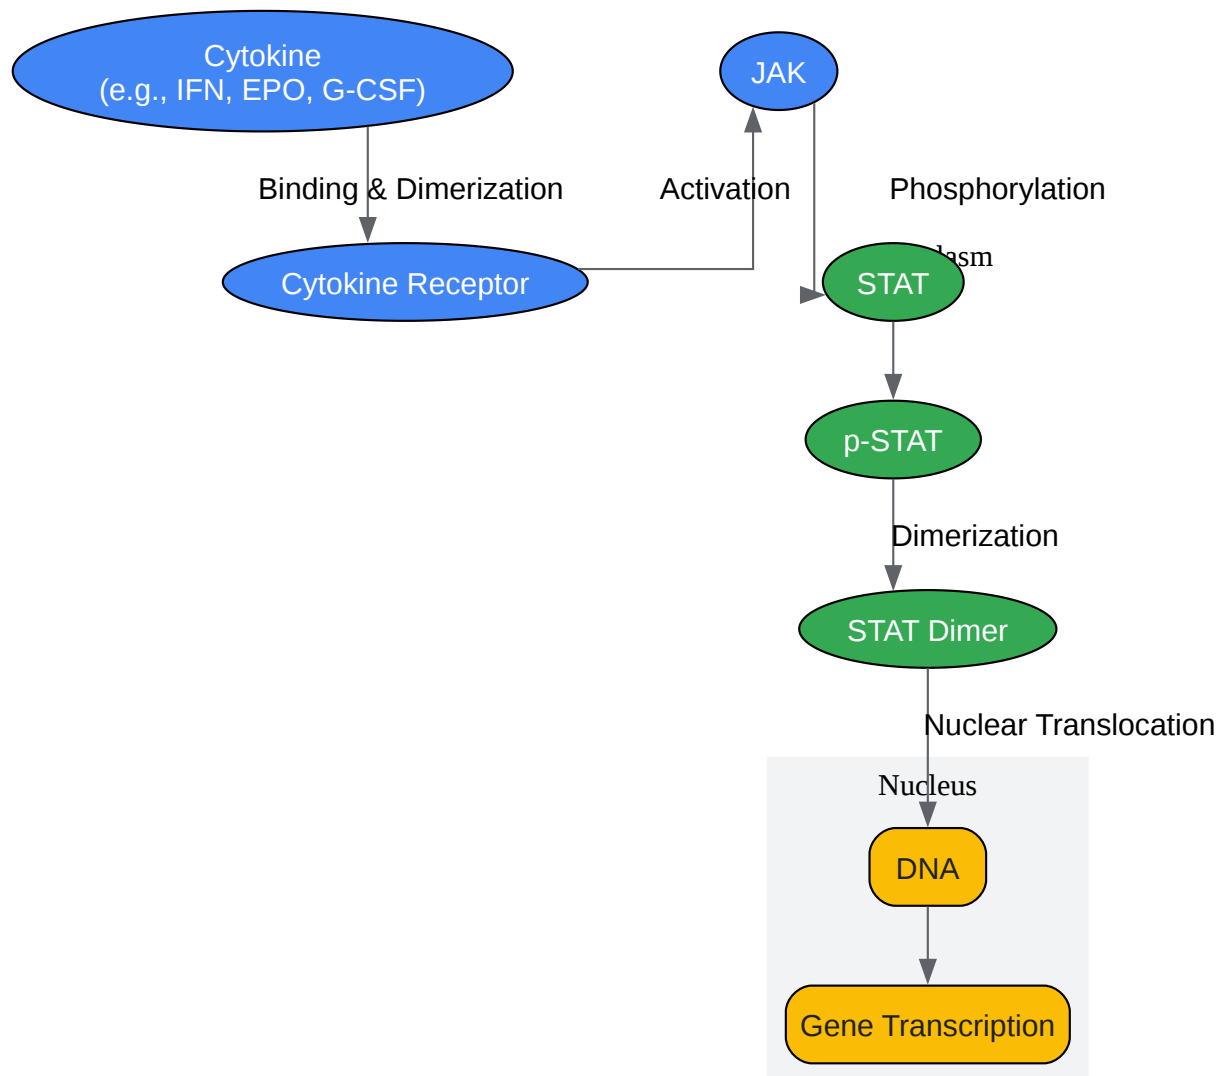 Cytokine
(e.g., IFN, EPO, G-CSF)
JAK
Binding & Dimerization
Activation
Phosphorylation
Cytokine Receptor
STAT
p-STAT
Dimerization
STAT Dimer
Nuclear Translocation
Nucleus
DNA
Gene Transcription